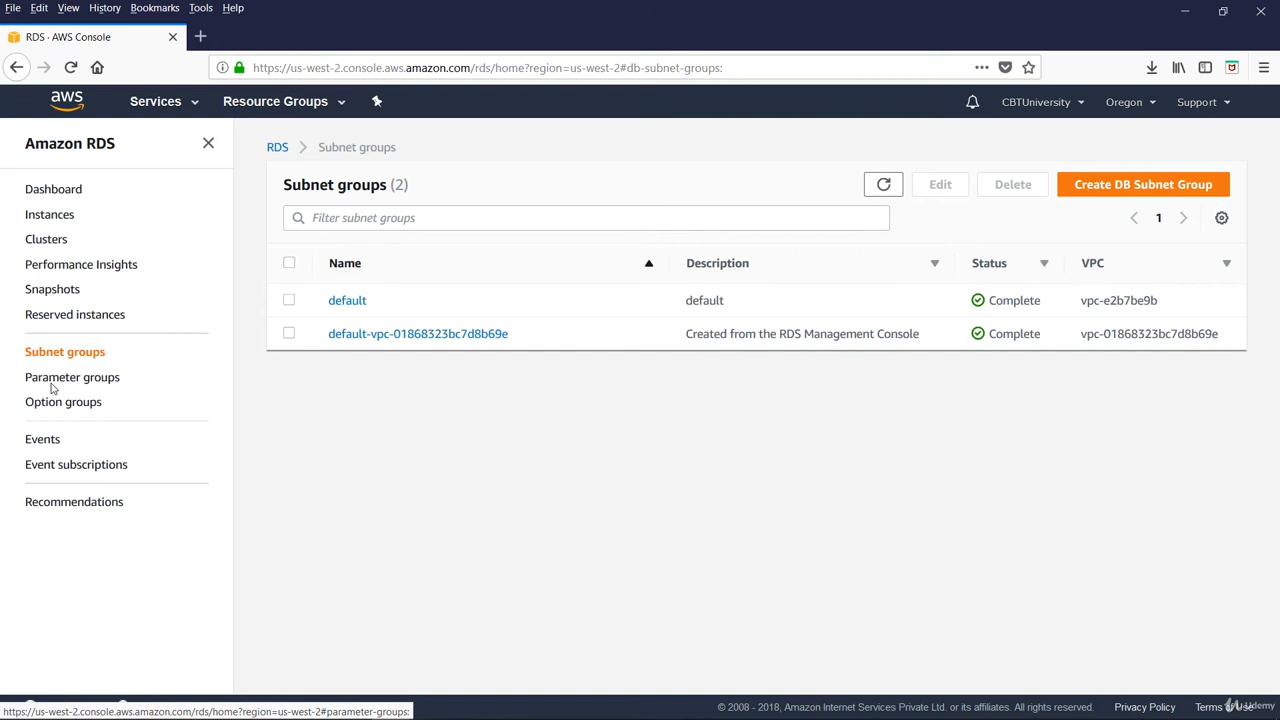 File Edit View History Bookmarks Tools Help
RDS · AWS Console
https://us-west-2.console.aws.amazon.com/rds/home?region=us-west-2#db-subnet-groups:
aws Services Resource Groups CBTUniversity Oregon Support
Amazon RDS
Dashboard
Instances
Clusters
Performance Insights
Snapshots
Reserved instances
Subnet groups
Parameter groups
Option groups
Events
Event subscriptions
Recommendations
RDS Subnet groups
Subnet groups (2) Edit Delete Create DB Subnet Group
Filter subnet groups 1
Name Description Status VPC
default default Complete vpc-e2b7be9b
default-vpc-01868323bc7d8b69e Created from the RDS Management Console Complete vpc-01868323bc7d8b69e
https://us-west-2.console.aws.amazon.com/rds/home?region=us-west-2#parameter-groups:
© 2008 - 2018, Amazon Internet Services Private Ltd. or its affiliates. All rights reserved. Privacy Policy Terms
Udemy